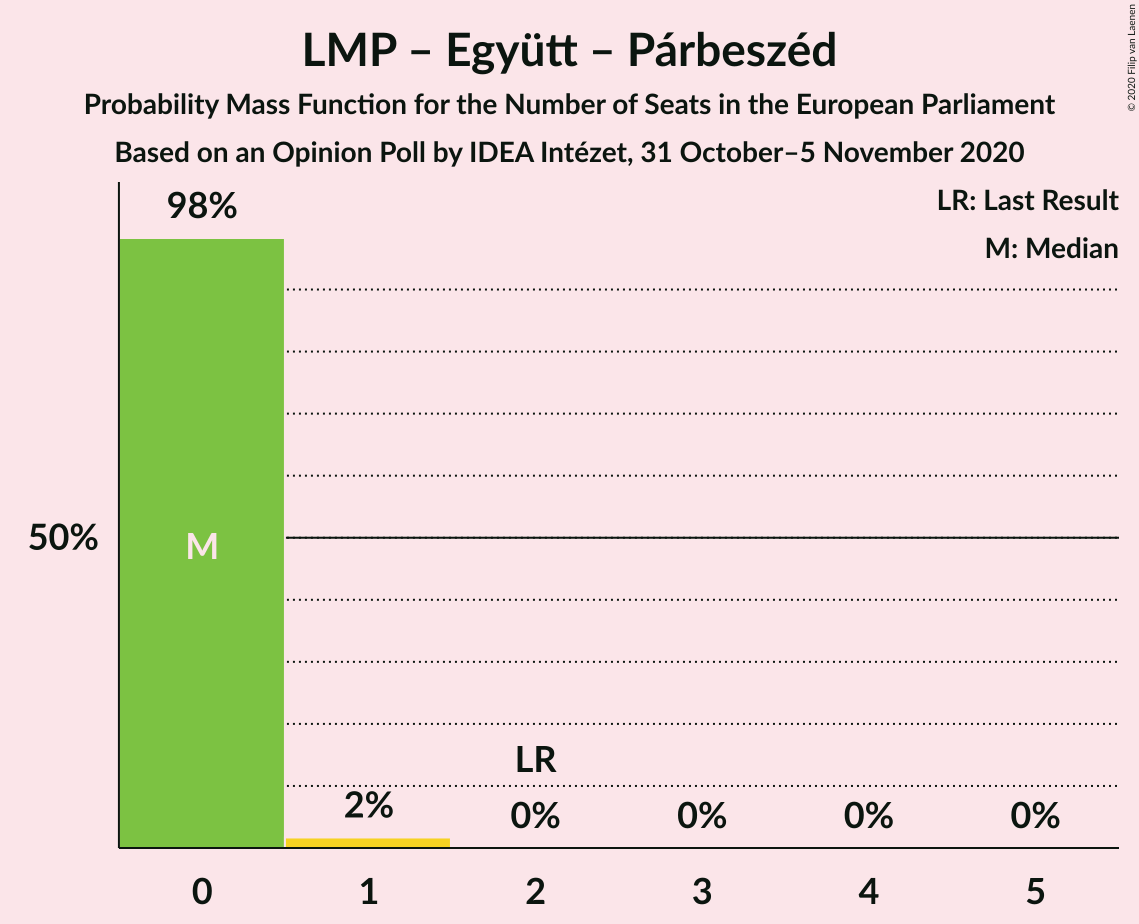 LMP – Együtt – Párbeszéd
Probability Mass Function for the Number of Seats in the European Parliament
Based on an Opinion Poll by IDEA Intézet, 31 October–5 November 2020
© 2020 Filip van Laenen
LR: Last Result
M: Median
98%
50%
M
LR
2%
0%
0%
0%
0%
0
1
2
3
4
5